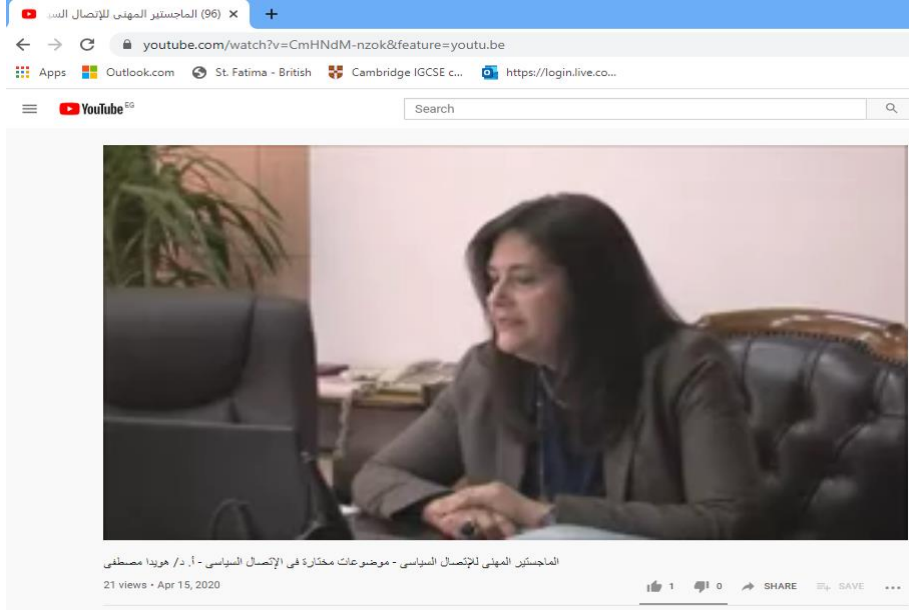 (96) الماجستير المهنى للإتصال السي
youtube.com/watch?v=CmHNdM-nzok&feature=youtu.be
Apps Outlook.com St. Fatima - British Cambridge IGCSE c... https://login.live.co...
YouTube EG Search
الماجستير المهنى للإتصال السياسى - موضوعات مختارة فى الإتصال السياسى - أ. د/ هويدا مصطفى
21 views • Apr 15, 2020 1 0 SHARE SAVE ...